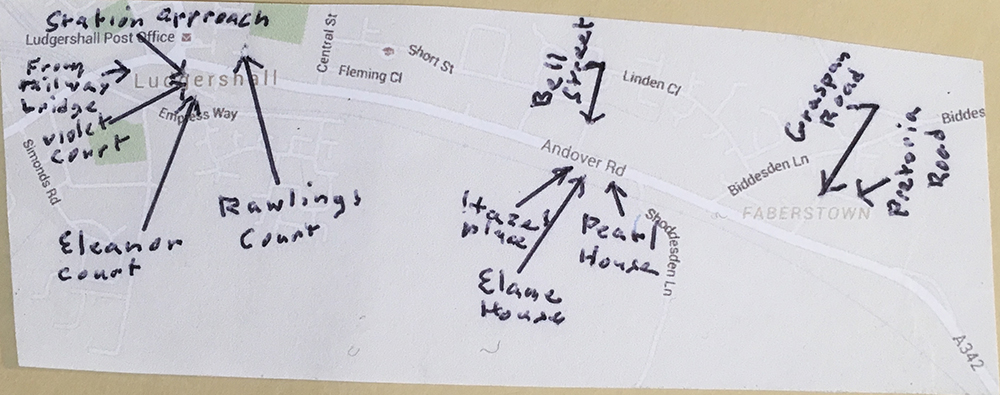 Station approach
Ludgershall Post Office
From
railway
bridge
Ludgershall
violet
court
Empress Way
Simonds Rd
Eleanor
court
Rawlings
Court
Central St
Fleming Cl
Short St
Bell
Street
Linden Cl
Andover Rd
Hazel
place
Elame
House
Pearl
House
Shoddesden Ln
Graspan
Road
Biddesden Ln
Biddes
Pretoria
Road
FABERSTOWN
A342